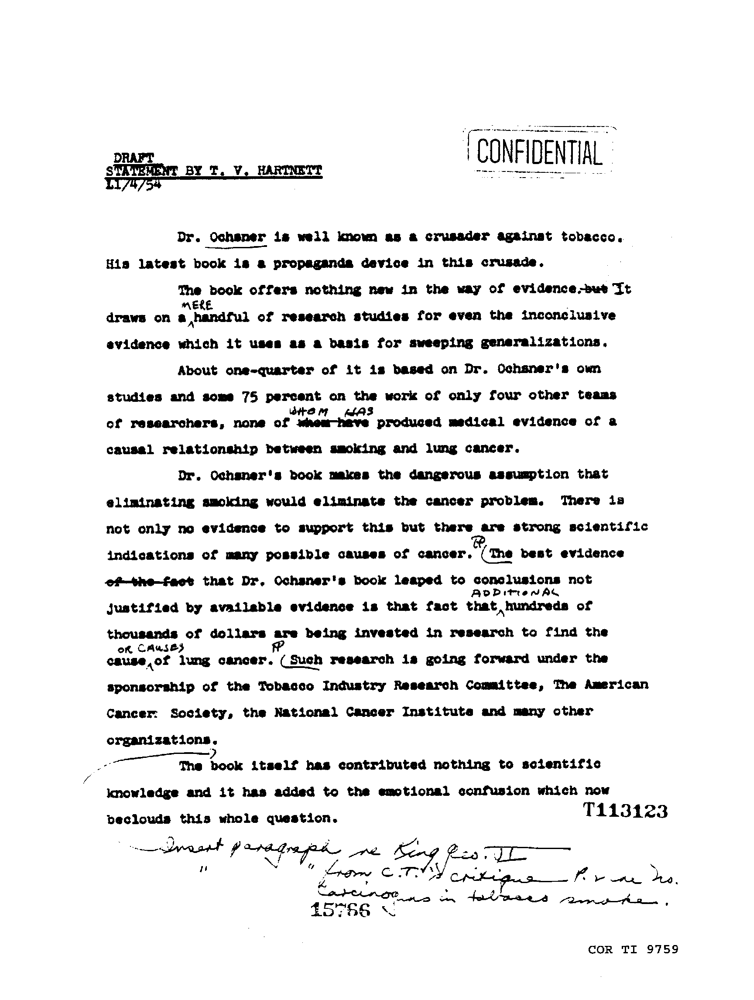 CONFIDENTIAL
DRAFT
STATEMENT BY T. V. HARTNETT
11/4/54
Dr. Ochsner is well known as a crusader against tobacco.
His latest book is a propaganda device in this crusade.
The book offers nothing new in the way of evidence, but It
MERE
draws on a handful of research studies for even the inconclusive
evidence which it uses as a basis for sweeping generalizations.
About one-quarter of it is based on Dr. Ochsner's own
studies and some 75 percent on the work of only four other teams
WHOM HAS
of researchers, none of whom have produced medical evidence of a
causal relationship between smoking and lung cancer.
Dr. Ochsner's book makes the dangerous assumption that
eliminating smoking would eliminate the cancer problem. There is
not only no evidence to support this but there are strong scientific
indications of many possible causes of cancer. The best evidence
of the fact that Dr. Ochsner's book leaped to conclusions not
ADDITIONAL
justified by available evidence is that fact that hundreds of
thousands of dollars are being invested in research to find the
OR CAUSES
cause of lung cancer. (Such research is going forward under the
sponsorship of the Tobacco Industry Research Committee, The American
Cancer Society, the National Cancer Institute and many other
organizations.
The book itself has contributed nothing to scientific
knowledge and it has added to the emotional confusion which now
beclouds this whole question.
T113123
Insert paragraph re King Geo. II
" " from C.T.'s critique P. r re no.
carcinogens in tobacco smoke.
15766
COR TI 9759